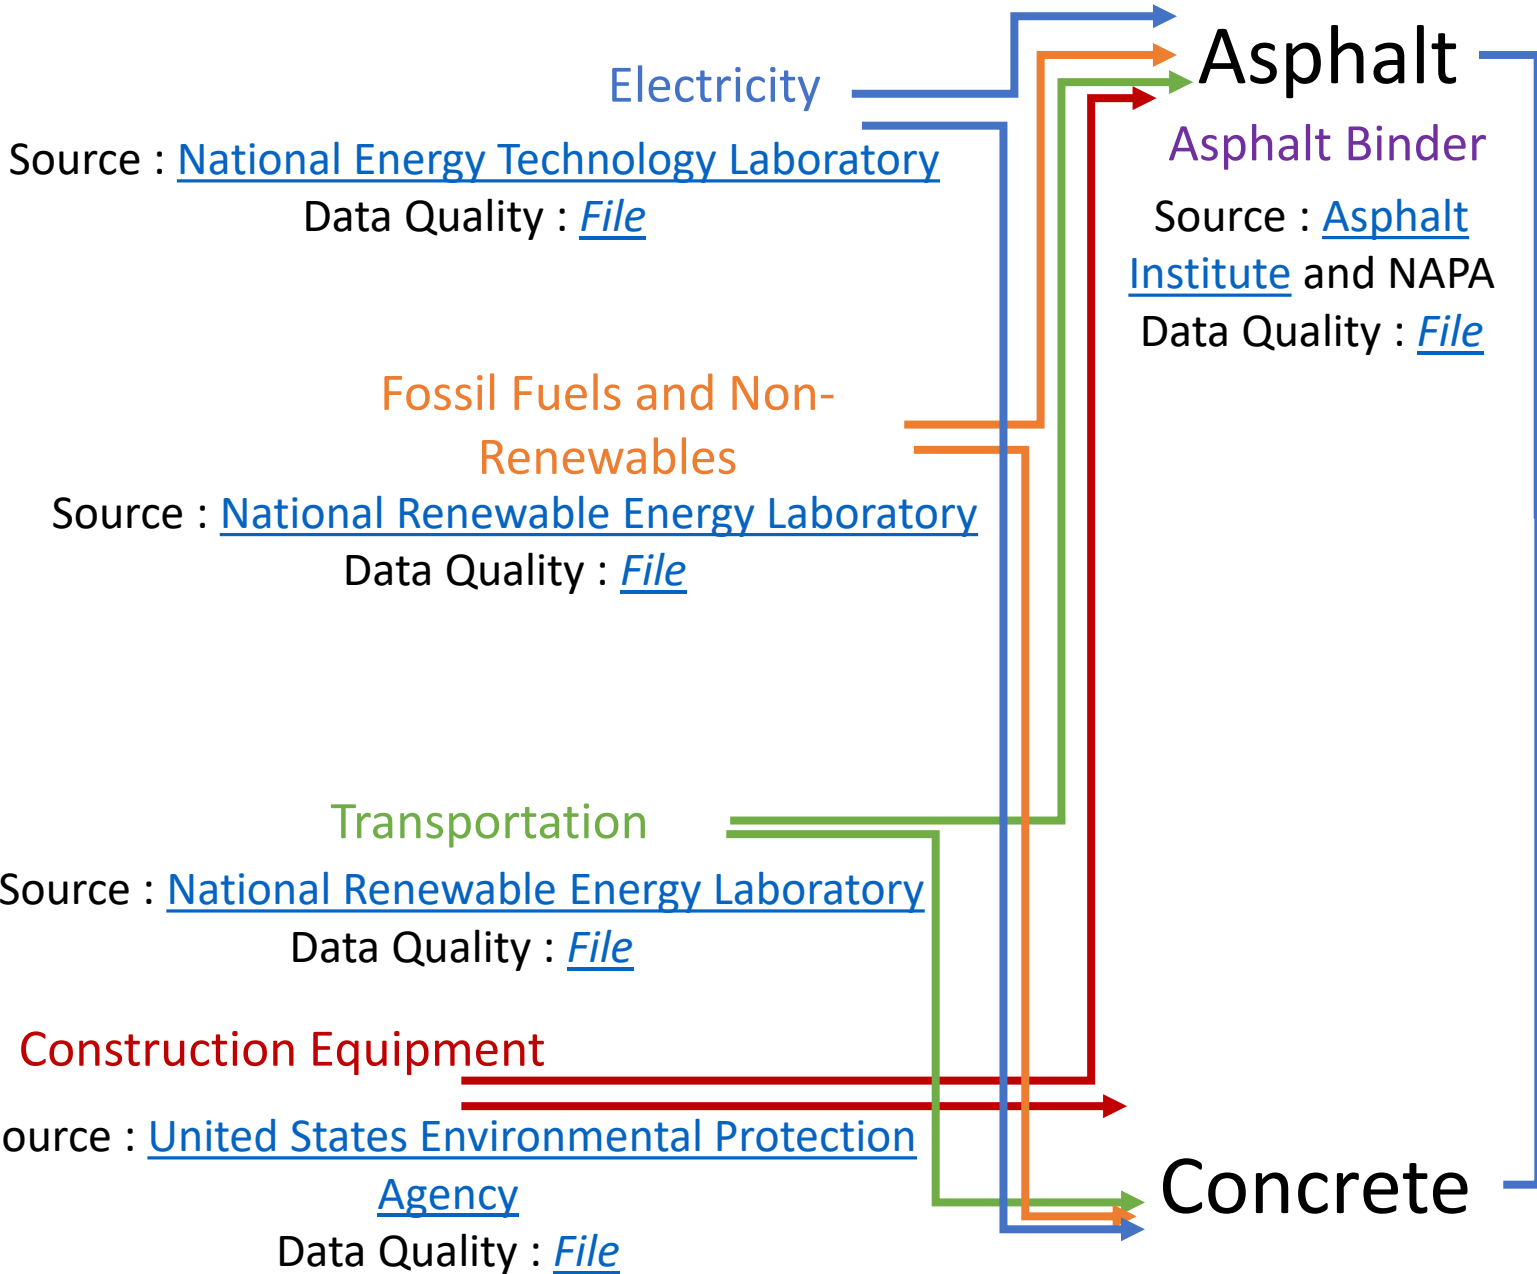 Electricity
Source : National Energy Technology Laboratory
Data Quality : File
Fossil Fuels and Non-
Renewables
Source : National Renewable Energy Laboratory
Data Quality : File
Transportation
Source : National Renewable Energy Laboratory
Data Quality : File
Construction Equipment
ource : United States Environmental Protection
Agency
Data Quality : File
Asphalt
Asphalt Binder
Source : Asphalt
Institute and NAPA
Data Quality : File
Concrete